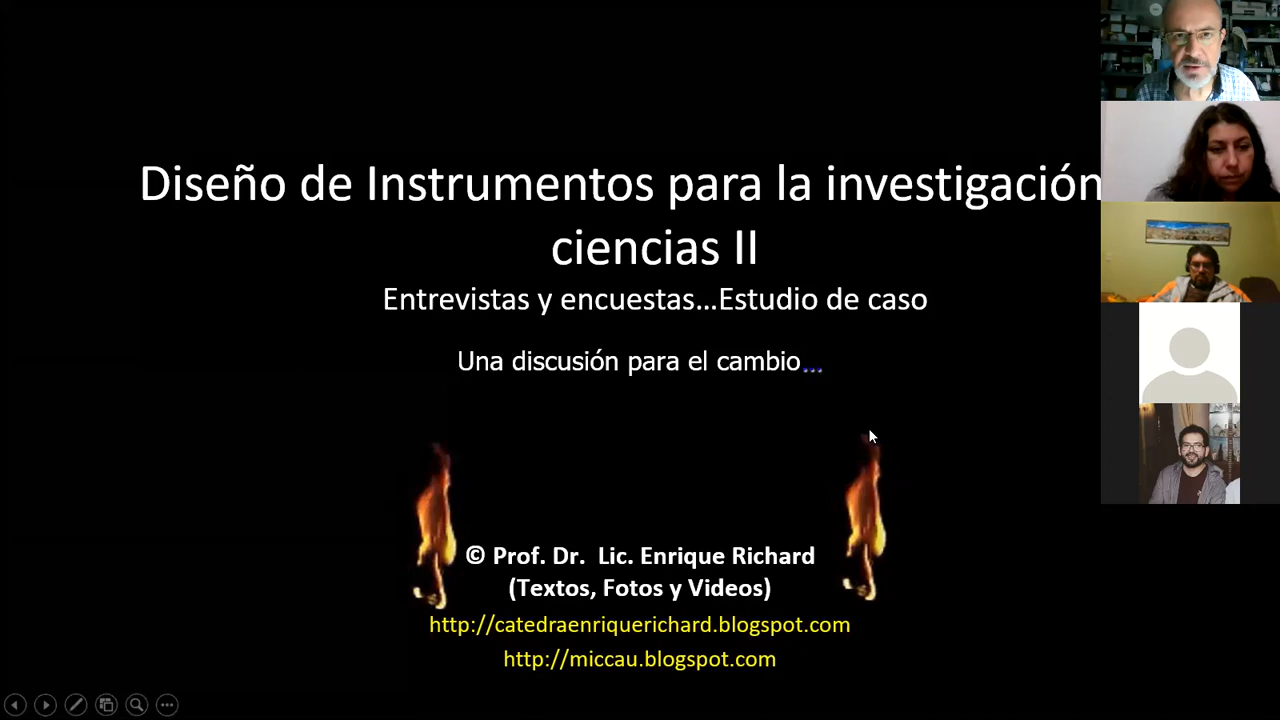 Diseño de Instrumentos para la investigación
ciencias II
Entrevistas y encuestas...Estudio de caso
Una discusión para el cambio...
© Prof. Dr.  Lic. Enrique Richard
(Textos, Fotos y Videos)
http://catedraenriquerichard.blogspot.com
http://miccau.blogspot.com